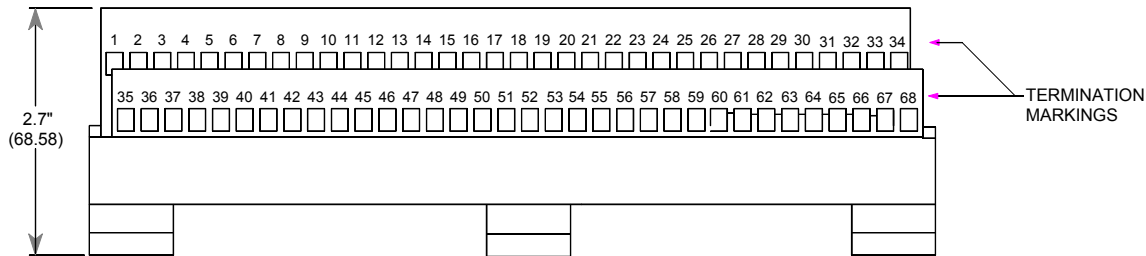 1 2 3 4 5 6 7 8 9 10 11 12 13 14 15 16 17 18 19 20 21 22 23 24 25 26 27 28 29 30 31 32 33 34
35 36 37 38 39 40 41 42 43 44 45 46 47 48 49 50 51 52 53 54 55 56 57 58 59 60 61 62 63 64 65 66 67 68
2.7"
(68.58)
TERMINATION
MARKINGS